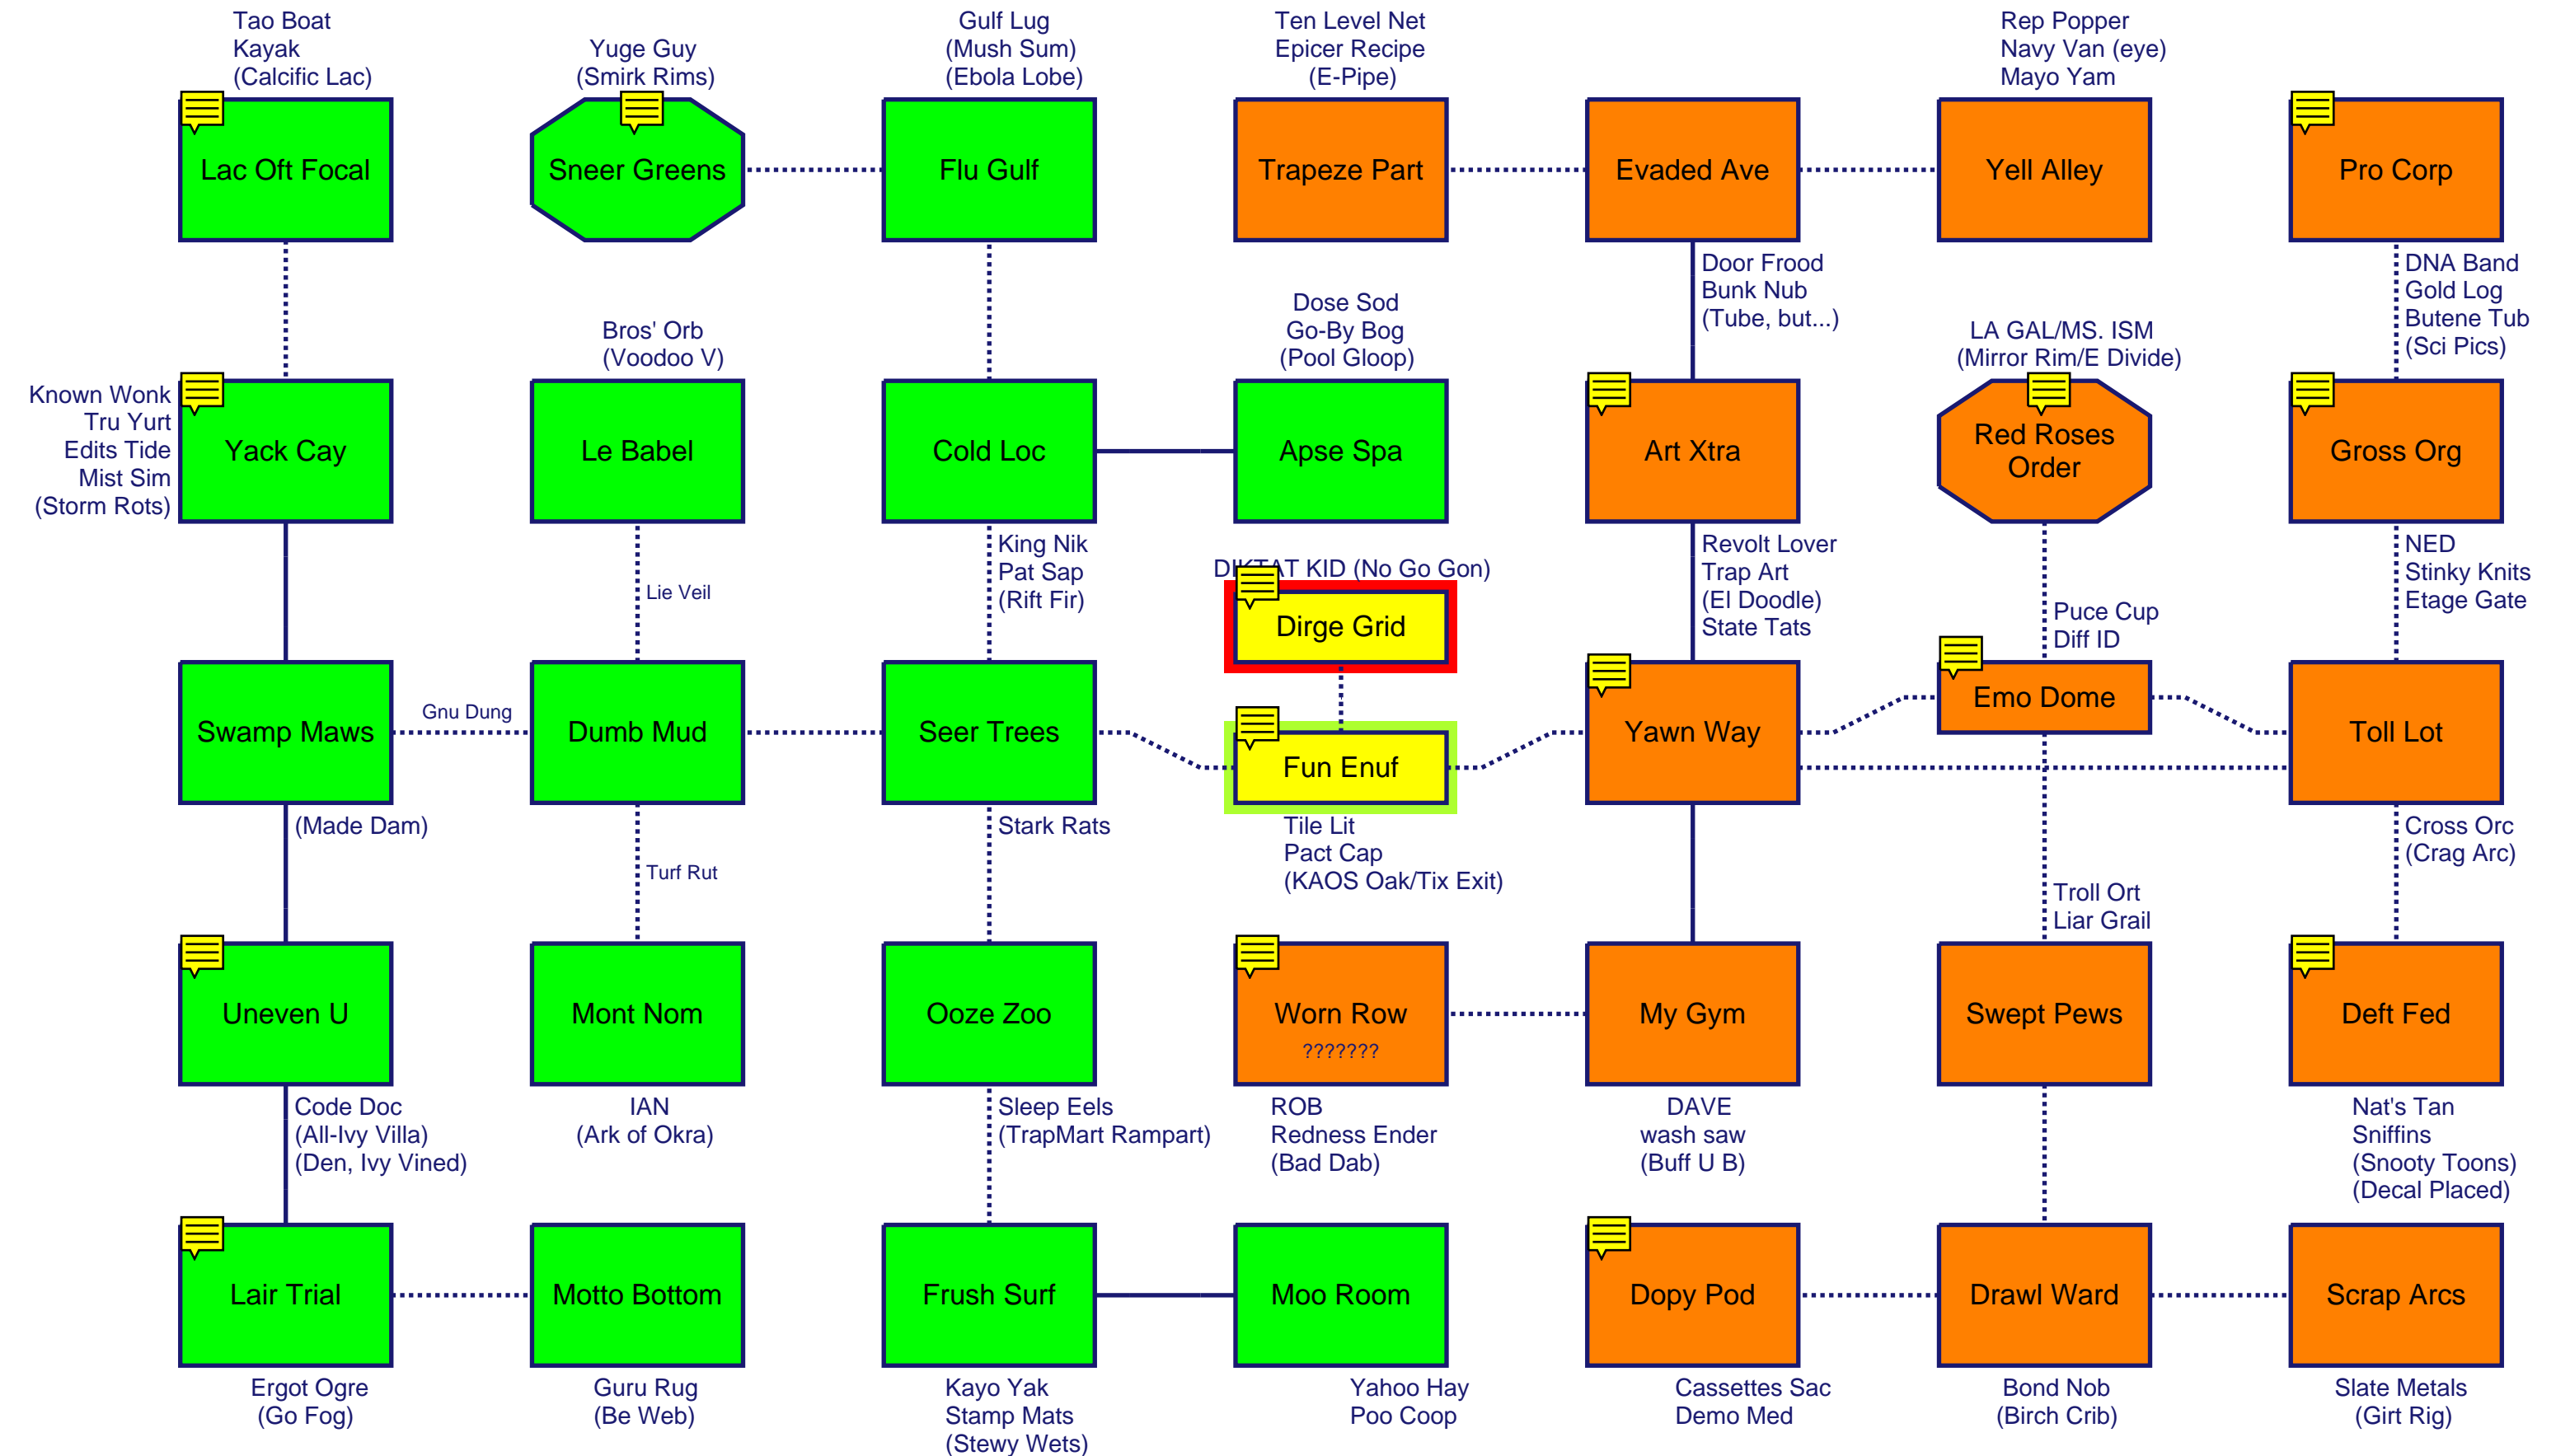 Tao Boat
Kayak
(Calcific Lac)
Yuge Guy
(Smirk Rims)
Gulf Lug
(Mush Sum)
(Ebola Lobe)
Ten Level Net
Epicer Recipe
(E-Pipe)
Rep Popper
Navy Van (eye)
Mayo Yam
Lac Oft Focal
Sneer Greens
Flu Gulf
Trapeze Part
Evaded Ave
Yell Alley
Pro Corp
Door Frood
Bunk Nub
(Tube, but...)
DNA Band
Gold Log
Butene Tub
(Sci Pics)
Bros' Orb
(Voodoo V)
Dose Sod
Go-By Bog
(Pool Gloop)
LA GAL/MS. ISM
(Mirror Rim/E Divide)
Known Wonk
Tru Yurt
Edits Tide
Mist Sim
(Storm Rots)
Yack Cay
Le Babel
Cold Loc
Apse Spa
Art Xtra
Red Roses
Order
Gross Org
Lie Veil
King Nik
Pat Sap
(Rift Fir)
DIKTAT KID (No Go Gon)
Dirge Grid
Revolt Lover
Trap Art
(El Doodle)
State Tats
Puce Cup
Diff ID
NED
Stinky Knits
Etage Gate
Swamp Maws
Gnu Dung
Dumb Mud
Seer Trees
Fun Enuf
Yawn Way
Emo Dome
Toll Lot
(Made Dam)
Turf Rut
Stark Rats
Tile Lit
Pact Cap
(KAOS Oak/Tix Exit)
Troll Ort
Liar Grail
Cross Orc
(Crag Arc)
Uneven U
Mont Nom
Ooze Zoo
Worn Row
???????
My Gym
Swept Pews
Deft Fed
Code Doc
(All-Ivy Villa)
(Den, Ivy Vined)
IAN
(Ark of Okra)
Sleep Eels
(TrapMart Rampart)
ROB
Redness Ender
(Bad Dab)
DAVE
wash saw
(Buff U B)
Nat's Tan
Sniffins
(Snooty Toons)
(Decal Placed)
Lair Trial
Motto Bottom
Frush Surf
Moo Room
Dopy Pod
Drawl Ward
Scrap Arcs
Ergot Ogre
(Go Fog)
Guru Rug
(Be Web)
Kayo Yak
Stamp Mats
(Stewy Wets)
Yahoo Hay
Poo Coop
Cassettes Sac
Demo Med
Bond Nob
(Birch Crib)
Slate Metals
(Girt Rig)